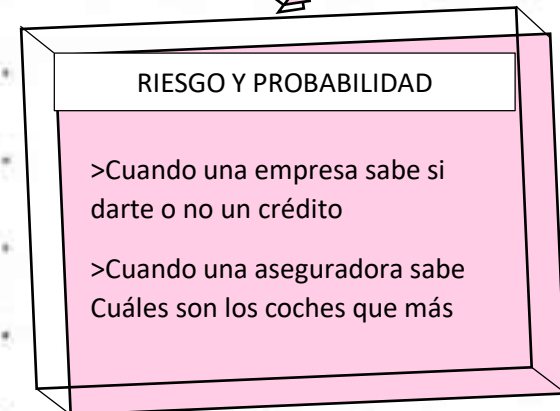 RIESGO Y PROBABILIDAD
>Cuando una empresa sabe si
darte o no un crédito
>Cuando una aseguradora sabe
Cuáles son los coches que más